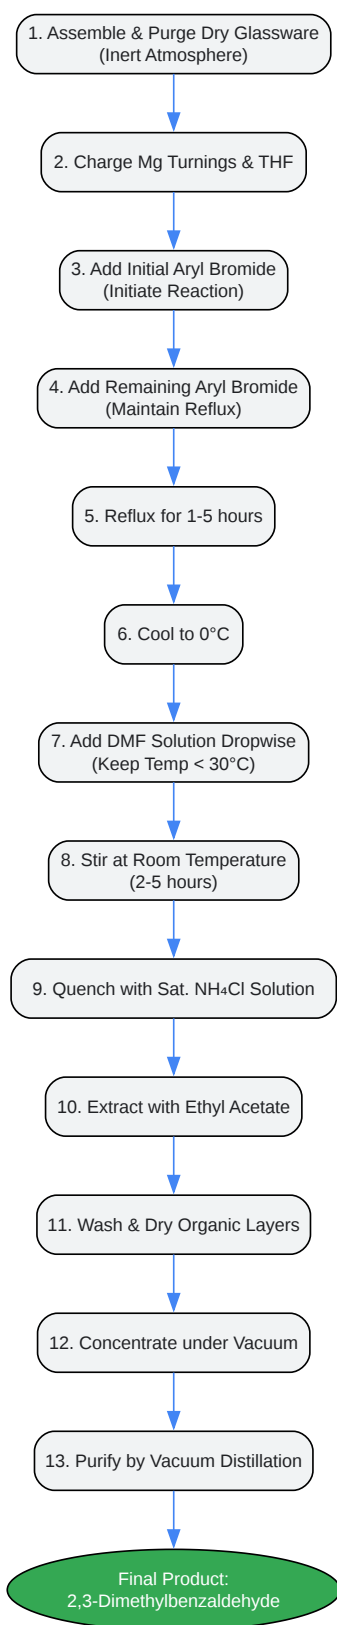 1. Assemble & Purge Dry Glassware
(Inert Atmosphere)
2. Charge Mg Turnings & THF
3. Add Initial Aryl Bromide
(Initiate Reaction)
4. Add Remaining Aryl Bromide
(Maintain Reflux)
5. Reflux for 1-5 hours
6. Cool to 0°C
7. Add DMF Solution Dropwise
(Keep Temp < 30°C)
8. Stir at Room Temperature
(2-5 hours)
9. Quench with Sat. NH₄Cl Solution
10. Extract with Ethyl Acetate
11. Wash & Dry Organic Layers
12. Concentrate under Vacuum
13. Purify by Vacuum Distillation
Final Product:
2,3-Dimethylbenzaldehyde